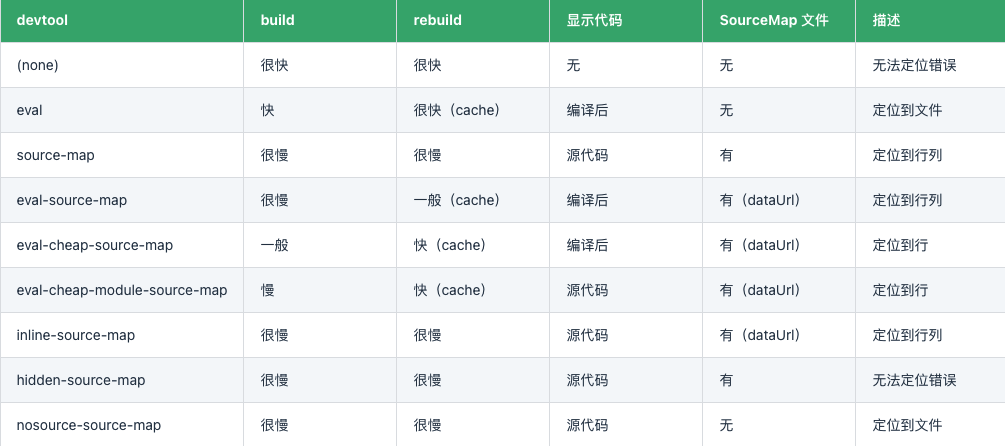 devtool build rebuild 显示代码 SourceMap 文件 描述
(none) 很快 很快 无 无 无法定位错误
eval 快 很快（cache） 编译后 无 定位到文件
source-map 很慢 很慢 源代码 有 定位到行列
eval-source-map 很慢 一般（cache） 编译后 有（dataUrl） 定位到行列
eval-cheap-source-map 一般 快（cache） 编译后 有（dataUrl） 定位到行
eval-cheap-module-source-map 慢 快（cache） 源代码 有（dataUrl） 定位到行
inline-source-map 很慢 很慢 源代码 有（dataUrl） 定位到行列
hidden-source-map 很慢 很慢 源代码 有 无法定位错误
nosource-source-map 很慢 很慢 源代码 无 定位到文件